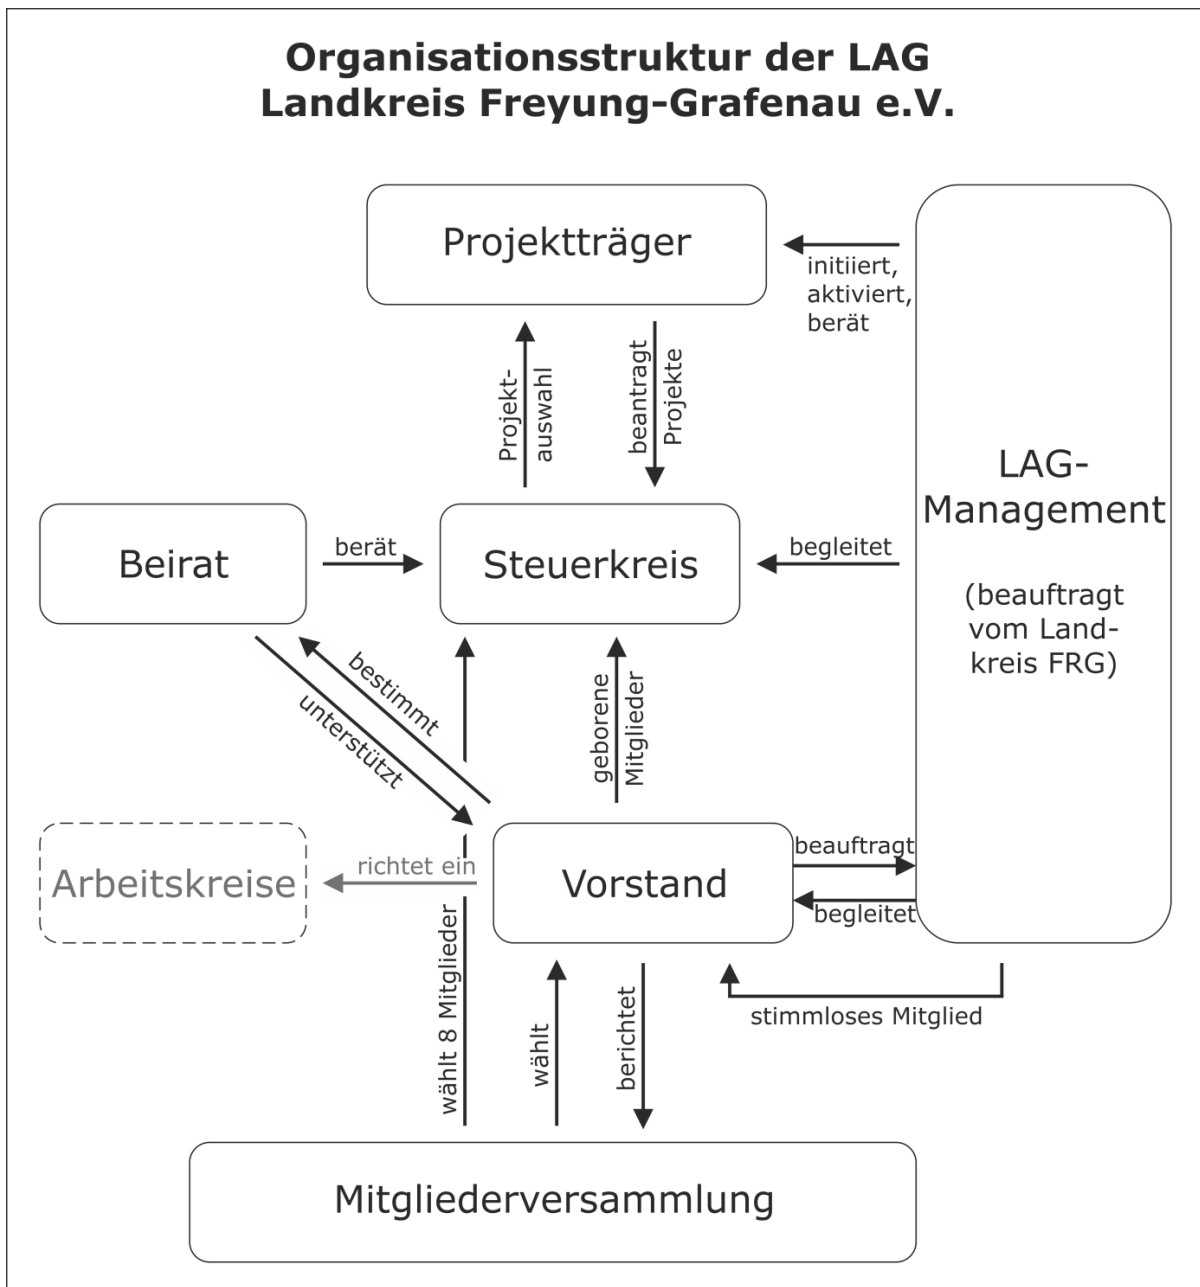 Organisationsstruktur der LAG
Landkreis Freyung-Grafenau e.V.
Projektträger
initiiert,
aktiviert,
berät
Projekt-
auswahl
beantragt
Projekte
LAG-
Management
(beauftragt
vom Land-
kreis FRG)
Beirat
berät
Steuerkreis
begleitet
bestimmt
unterstützt
geborene
Mitglieder
Arbeitskreise
richtet ein
Vorstand
beauftragt
begleitet
stimmloses Mitglied
wählt 8 Mitglieder
wählt
berichtet
Mitgliederversammlung